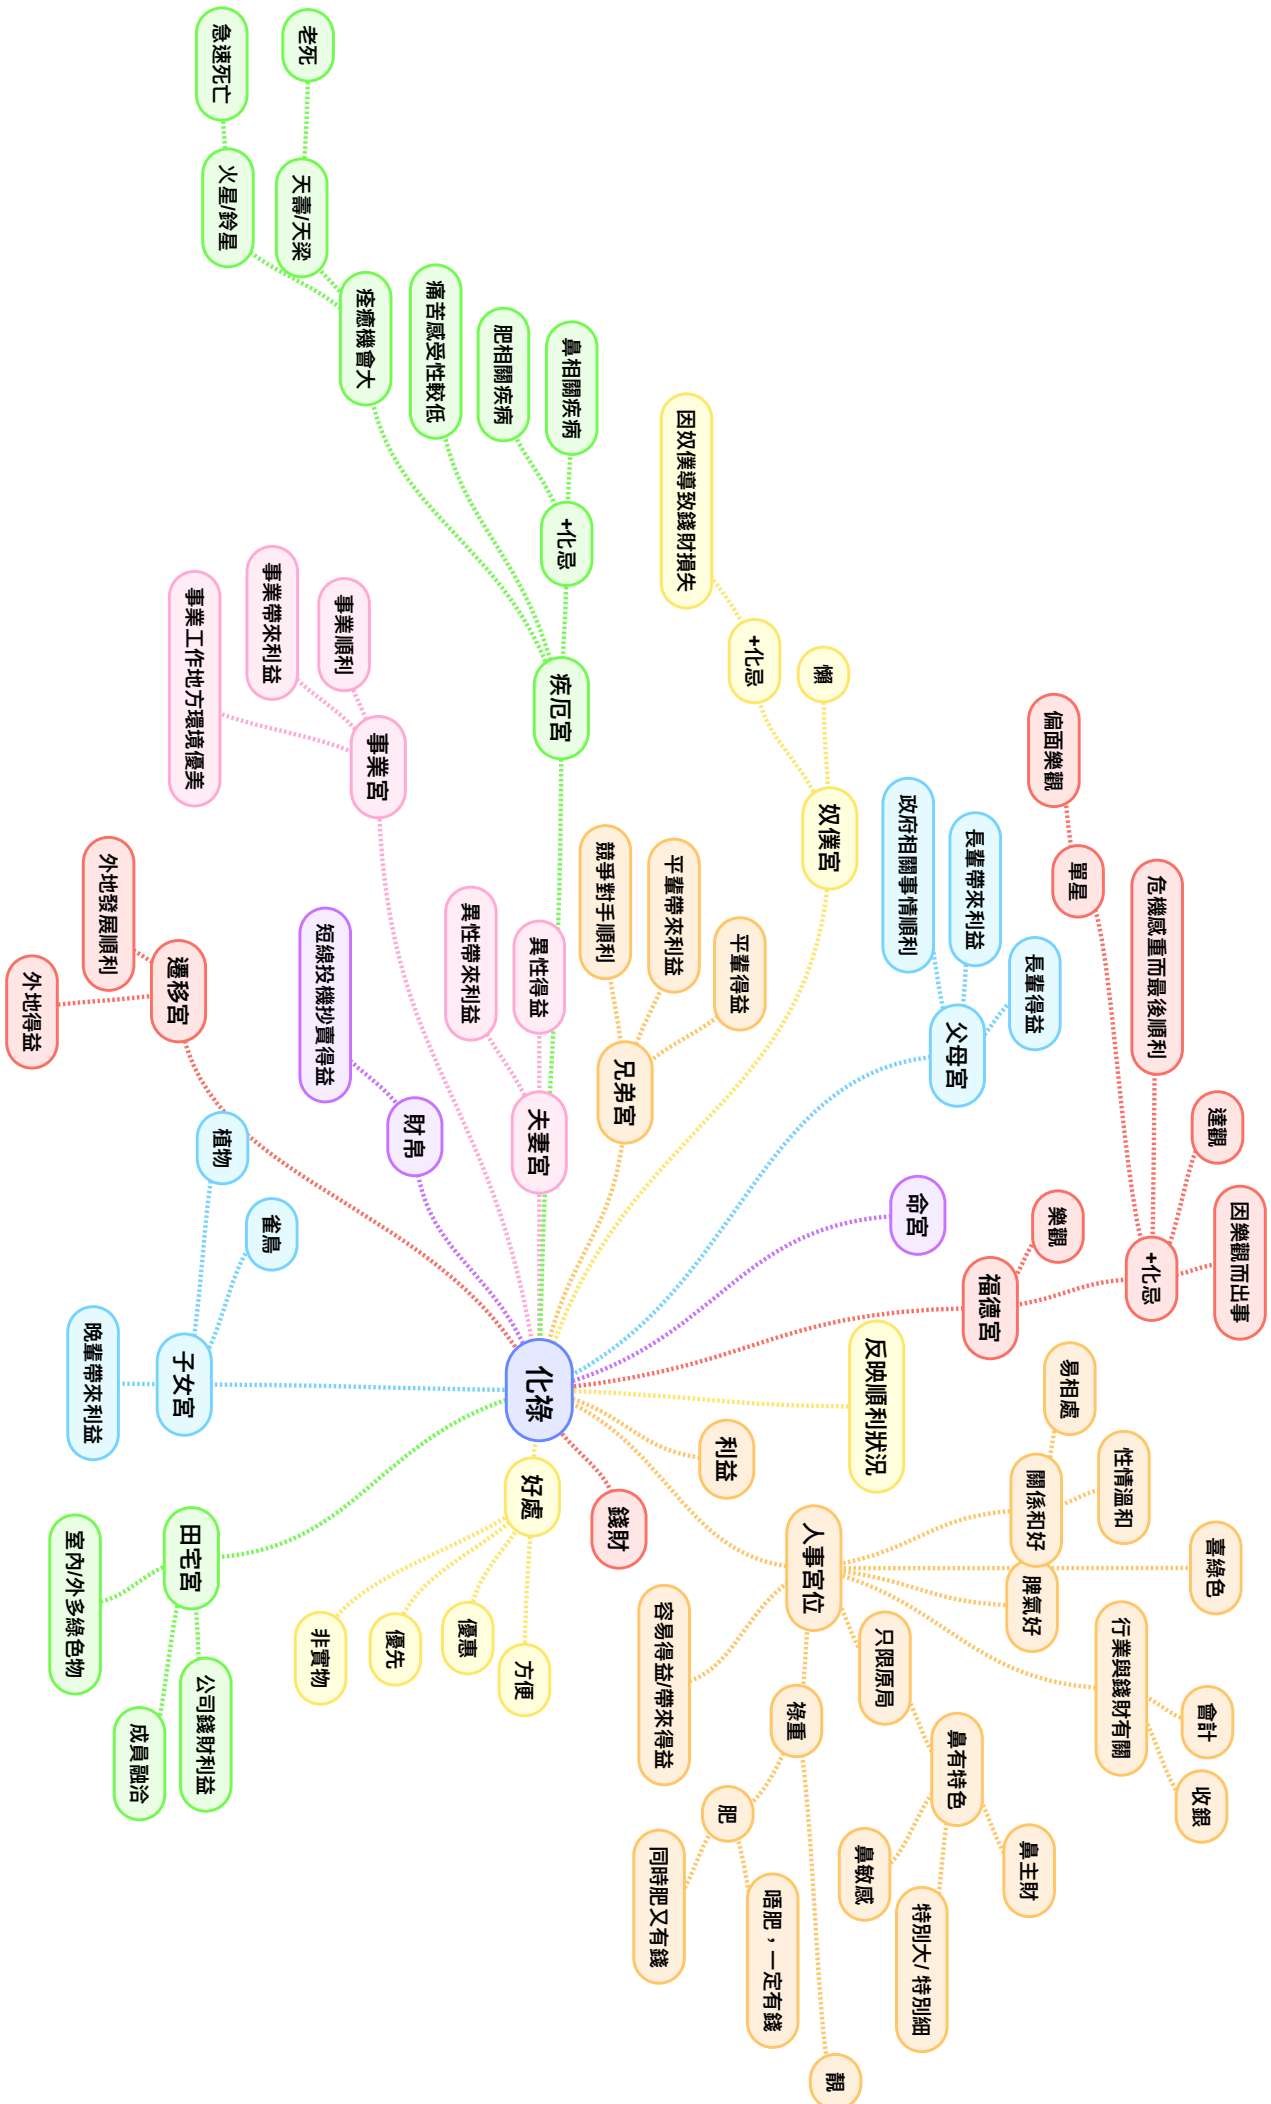 化祿
命宮
父母宮
長輩得益
長輩帶來利益
政府相關事情順利
福德宮
樂觀
+化忌
因樂觀而出事
達觀
危機感重而最後順利
單星
偏面樂觀
反映順利狀況
利益
人事宮位
關係和好
易相處
性情溫和
喜綠色
脾氣好
行業與錢財有關
會計
收銀
只限原局
鼻有特色
鼻主財
特別大/ 特別細
鼻敏感
祿重
靚
肥
唔肥，一定有錢
同時肥又有錢
容易得益/帶來得益
錢財
好處
方便
優惠
優先
非實物
田宅宮
公司錢財利益
成員融洽
室內/外多綠色物
子女宮
雀鳥
植物
晚輩帶來利益
遷移宮
外地發展順利
外地得益
財帛
短線投機抄賣得益
事業宮
事業順利
事業帶來利益
事業工作地方環境優美
夫妻宮
異性得益
異性帶來利益
疾厄宮
+化忌
鼻相關疾病
肥相關疾病
痛苦感受性較低
痊癒機會大
天壽/天梁
老死
火星/鈴星
急速死亡
兄弟宮
平輩得益
平輩帶來利益
競爭對手順利
奴僕宮
懶
+化忌
因奴僕導致錢財損失